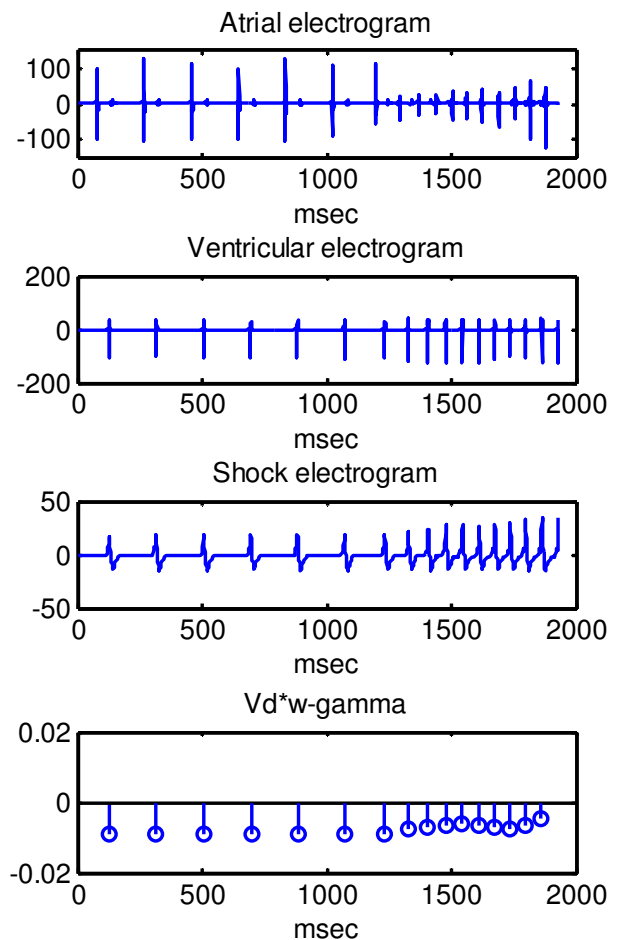 Atrial electrogram
100
0
-100
0 500 1000 1500 2000
msec
Ventricular electrogram
200
0
-200
0 500 1000 1500 2000
msec
Shock electrogram
50
0
-50
0 500 1000 1500 2000
msec
Vd*w-gamma
0.02
0
-0.02
0 500 1000 1500 2000
msec